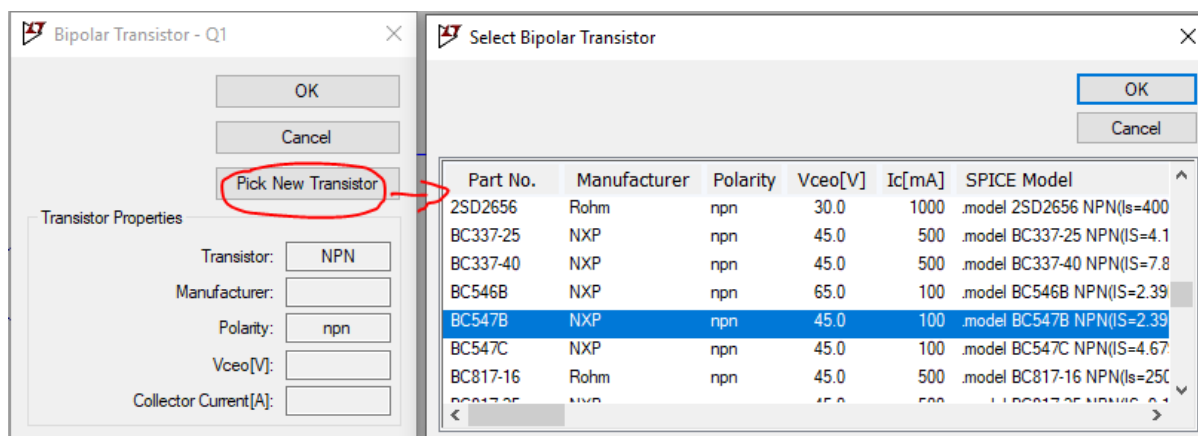 Bipolar Transistor - Q1
OK
Cancel
Pick New Transistor
Transistor Properties
Transistor: NPN
Manufacturer:
Polarity: npn
Vceo[V]:
Collector Current[A]:
Select Bipolar Transistor
OK
Cancel
Part No. Manufacturer Polarity Vceo[V] Ic[mA] SPICE Model
2SD2656 Rohm npn 30.0 1000 .model 2SD2656 NPN(Is=400
BC337-25 NXP npn 45.0 500 .model BC337-25 NPN(IS=4.1
BC337-40 NXP npn 45.0 500 .model BC337-40 NPN(IS=7.8
BC546B NXP npn 65.0 100 .model BC546B NPN(IS=2.39
BC547B NXP npn 45.0 100 .model BC547B NPN(IS=2.39
BC547C NXP npn 45.0 100 .model BC547C NPN(IS=4.67
BC817-16 Rohm npn 45.0 500 .model BC817-16 NPN(Is=250